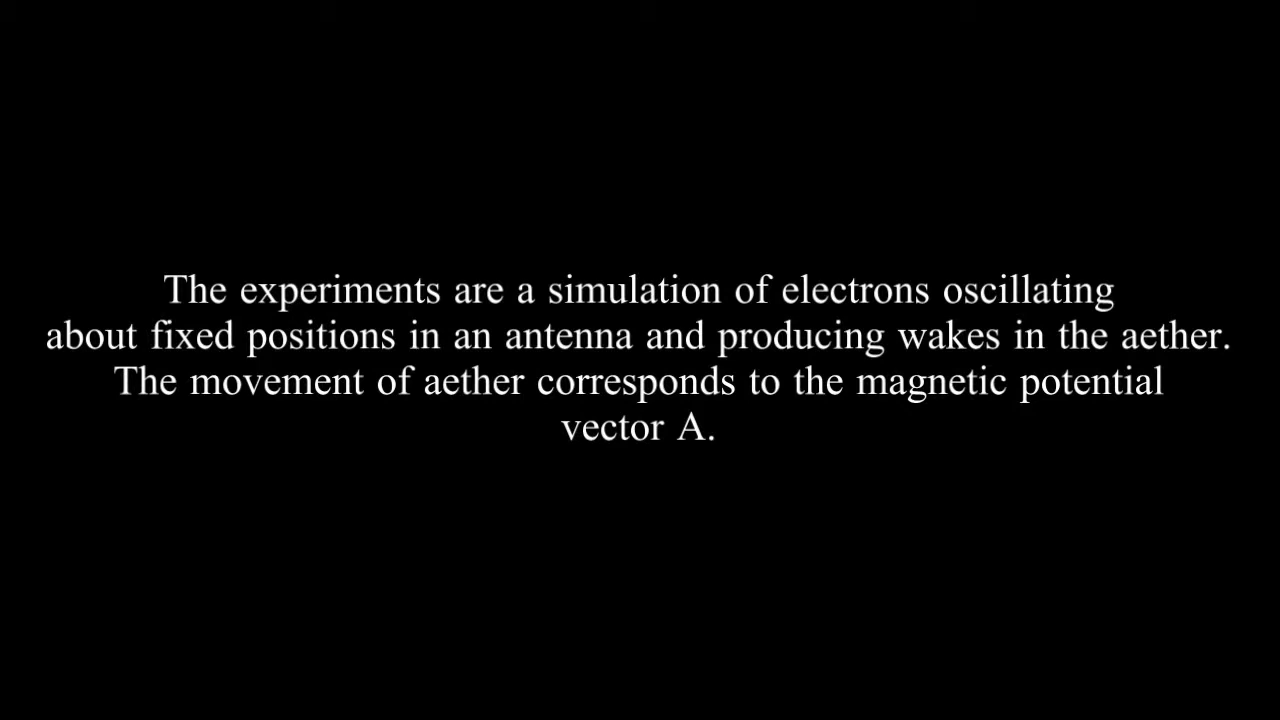 The experiments are a simulation of electrons oscillating
about fixed positions in an antenna and producing wakes in the aether.
The movement of aether corresponds to the magnetic potential
vector A.